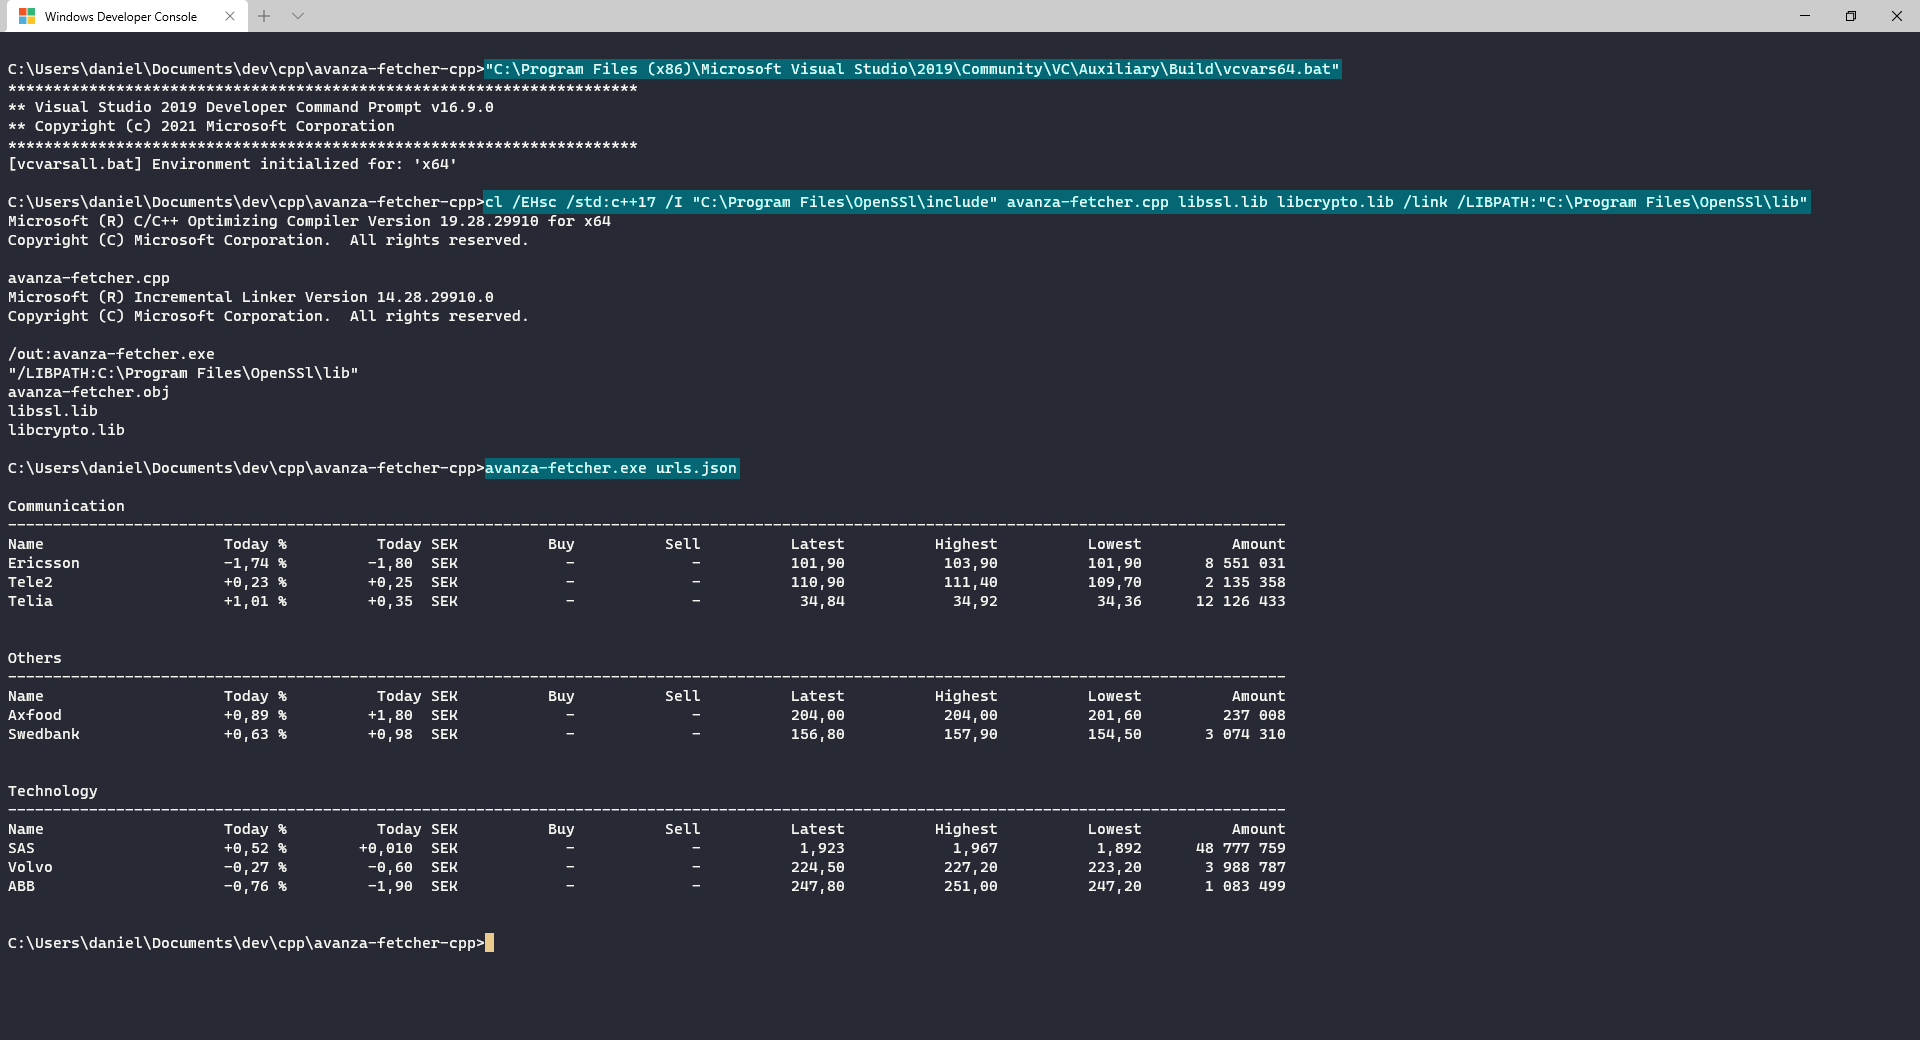 Windows Developer Console
C:\Users\daniel\Documents\dev\cpp\avanza-fetcher-cpp>"C:\Program Files (x86)\Microsoft Visual Studio\2019\Community\VC\Auxiliary\Build\vcvars64.bat"
**********************************************************************
** Visual Studio 2019 Developer Command Prompt v16.9.0
** Copyright (c) 2021 Microsoft Corporation
**********************************************************************
[vcvarsall.bat] Environment initialized for: 'x64'
C:\Users\daniel\Documents\dev\cpp\avanza-fetcher-cpp>cl /EHsc /std:c++17 /I "C:\Program Files\OpenSSl\include" avanza-fetcher.cpp libssl.lib libcrypto.lib /link /LIBPATH:"C:\Program Files\OpenSSl\lib"
Microsoft (R) C/C++ Optimizing Compiler Version 19.28.29910 for x64
Copyright (C) Microsoft Corporation.  All rights reserved.
avanza-fetcher.cpp
Microsoft (R) Incremental Linker Version 14.28.29910.0
Copyright (C) Microsoft Corporation.  All rights reserved.
/out:avanza-fetcher.exe
"/LIBPATH:C:\Program Files\OpenSSl\lib"
avanza-fetcher.obj
libssl.lib
libcrypto.lib
C:\Users\daniel\Documents\dev\cpp\avanza-fetcher-cpp>avanza-fetcher.exe urls.json
Communication
----------------------------------------------------------------------------------------------------------------------------------------------
Name Today % Today SEK Buy Sell Latest Highest Lowest Amount
Ericsson -1,74 % -1,80 SEK - - 101,90 103,90 101,90 8 551 031
Tele2 +0,23 % +0,25 SEK - - 110,90 111,40 109,70 2 135 358
Telia +1,01 % +0,35 SEK - - 34,84 34,92 34,36 12 126 433
Others
----------------------------------------------------------------------------------------------------------------------------------------------
Name Today % Today SEK Buy Sell Latest Highest Lowest Amount
Axfood +0,89 % +1,80 SEK - - 204,00 204,00 201,60 237 008
Swedbank +0,63 % +0,98 SEK - - 156,80 157,90 154,50 3 074 310
Technology
----------------------------------------------------------------------------------------------------------------------------------------------
Name Today % Today SEK Buy Sell Latest Highest Lowest Amount
SAS +0,52 % +0,010 SEK - - 1,923 1,967 1,892 48 777 759
Volvo -0,27 % -0,60 SEK - - 224,50 227,20 223,20 3 988 787
ABB -0,76 % -1,90 SEK - - 247,80 251,00 247,20 1 083 499
C:\Users\daniel\Documents\dev\cpp\avanza-fetcher-cpp>